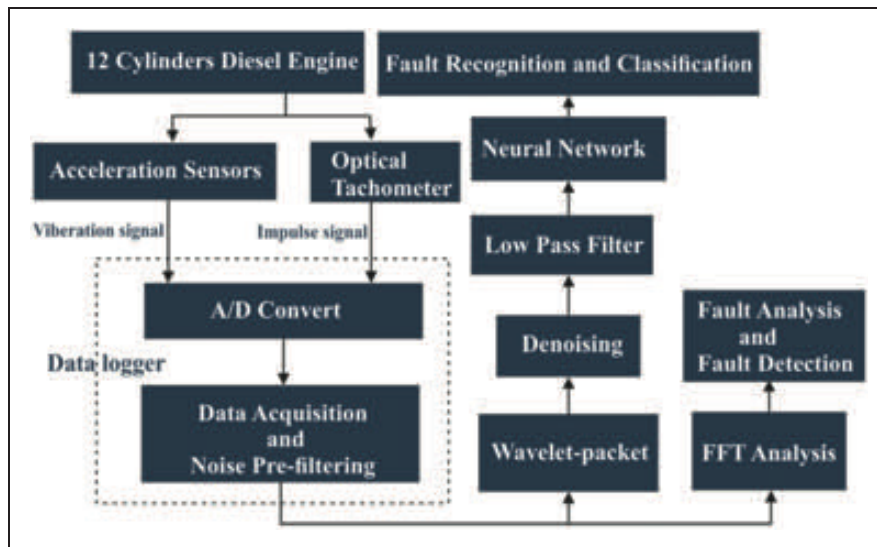 12 Cylinders Diesel Engine
Fault Recognition and Classification
Acceleration Sensors
Optical
Tachometer
Neural Network
Viberation signal
Impulse signal
Low Pass Filter
A/D Convert
Data logger
Denoising
Fault Analysis
and
Fault Detection
Data Acquisition
and
Noise Pre-filtering
Wavelet-packet
FFT Analysis